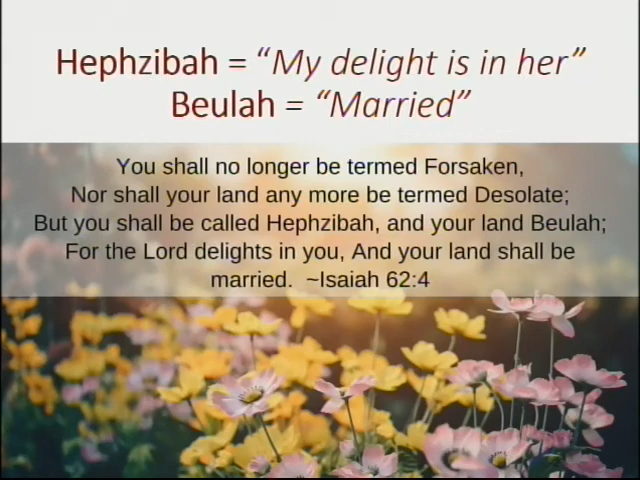 Hephzibah = “My delight is in her”
Beulah = “Married”
You shall no longer be termed Forsaken,
Nor shall your land any more be termed Desolate;
But you shall be called Hephzibah, and your land Beulah;
For the Lord delights in you, And your land shall be
married.  ~Isaiah 62:4